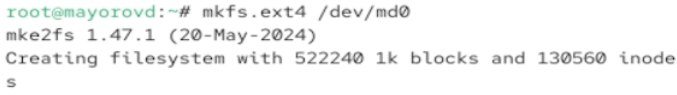 root@mayorovd:~# mkfs.ext4 /dev/md0
mke2fs 1.47.1 (20-May-2024)
Creating filesystem with 522240 1k blocks and 130560 inode
s